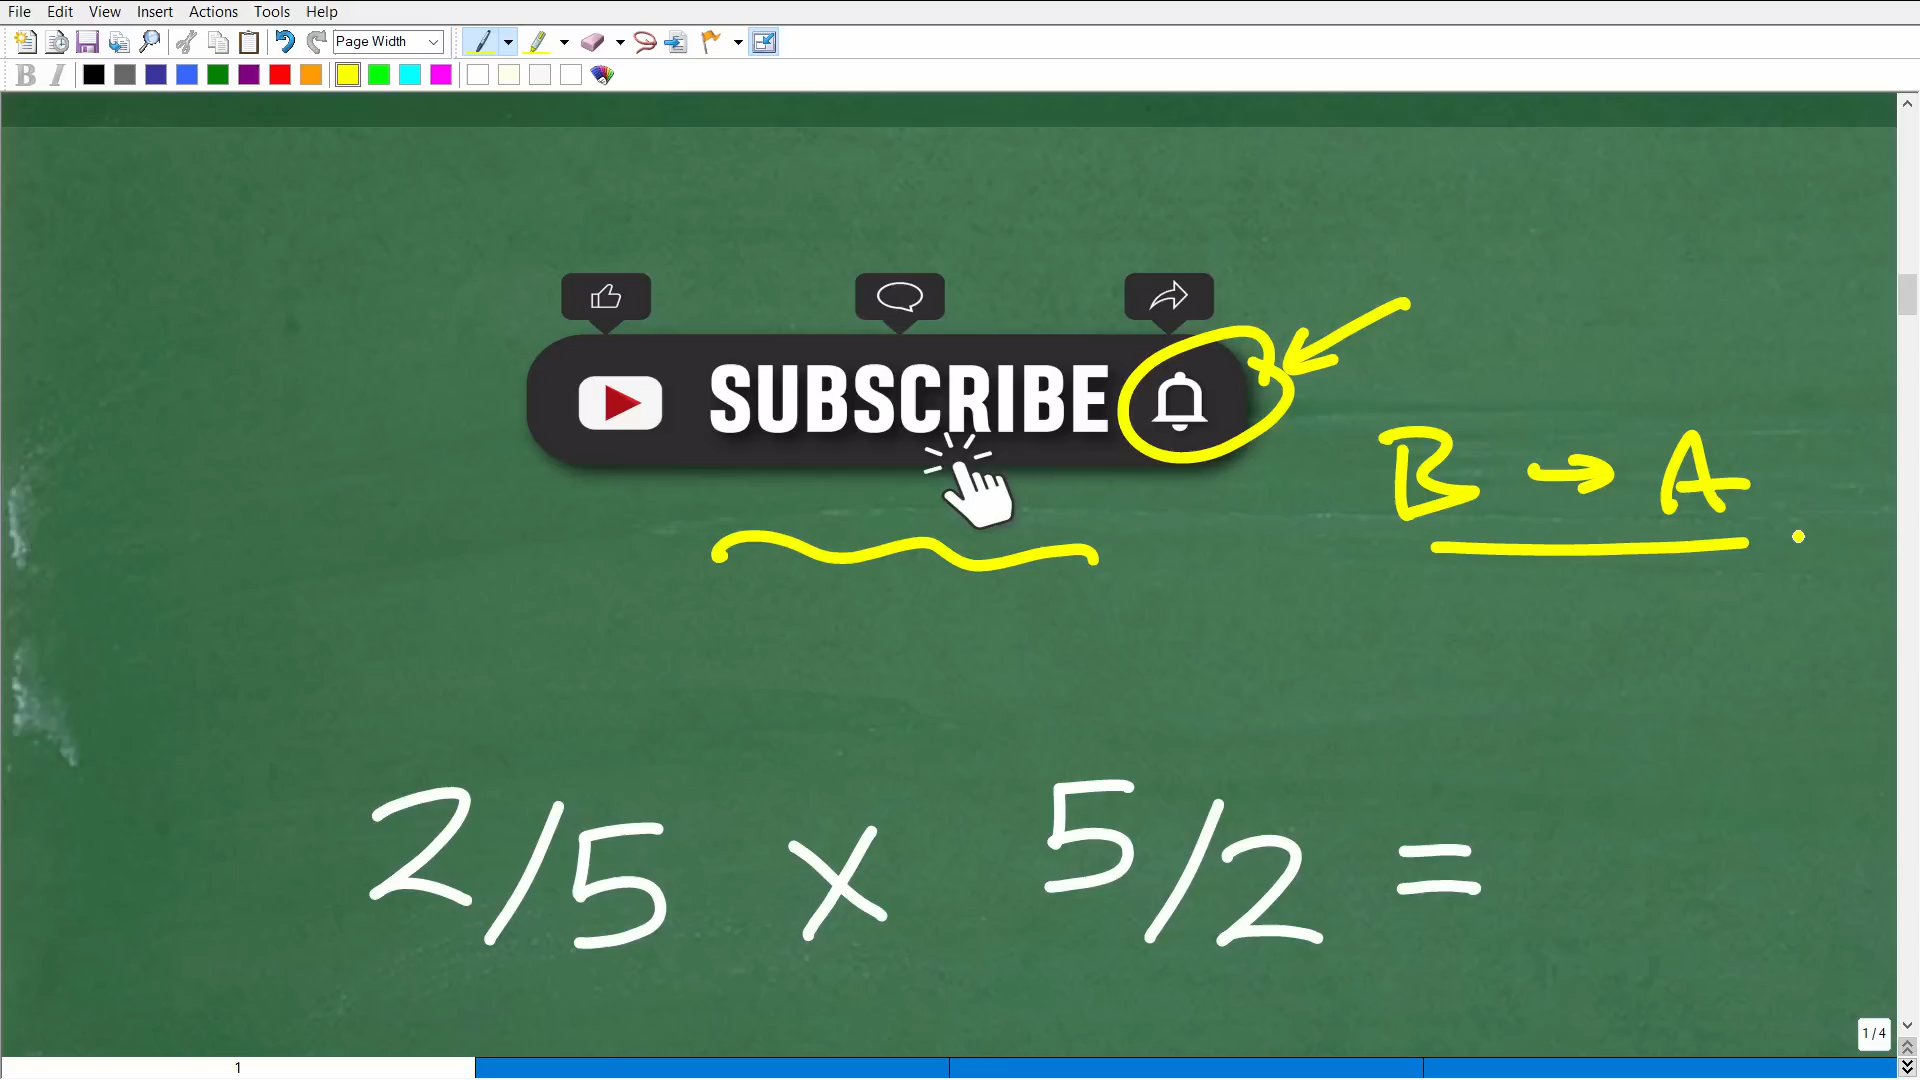 File Edit View Insert Actions Tools Help
Page Width
B I
SUBSCRIBE
B → A
2/5 x 5/2 =
1 / 4
1